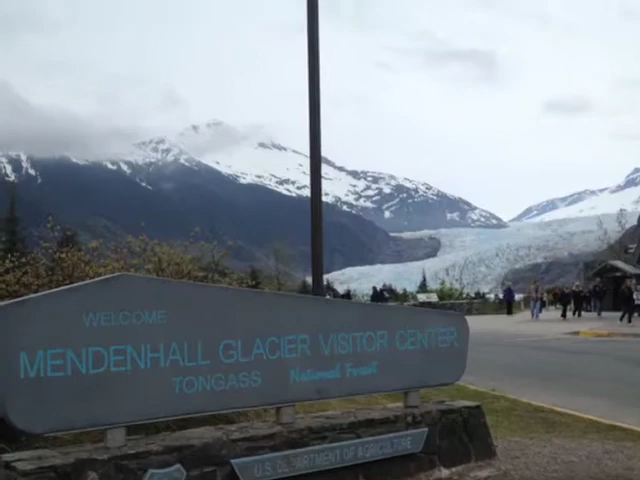 WELCOME
MENDENHALL GLACIER VISITOR CENTER
TONGASS National Forest
U.S. DEPARTMENT OF AGRICULTURE